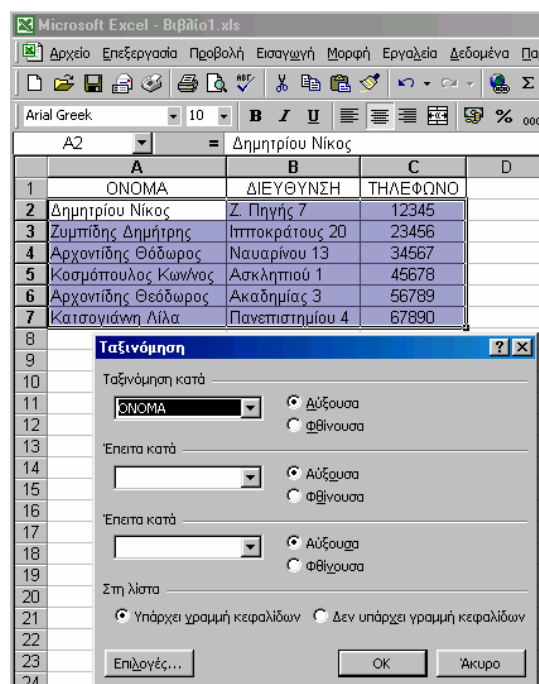 Microsoft Excel - Βιβλίο1.xls
Αρχείο Επεξεργασία Προβολή Εισαγωγή Μορφή Εργαλεία Δεδομένα Πα
Arial Greek 10 B I U % 000
A2 = Δημητρίου Νίκος
A B C D
1 ΟΝΟΜΑ ΔΙΕΥΘΥΝΣΗ ΤΗΛΕΦΩΝΟ
2 Δημητρίου Νίκος Ζ. Πηγής 7 12345
3 Ζυμπίδης Δημήτρης Ιπποκράτους 20 23456
4 Αρχοντίδης Θόδωρος Ναυαρίνου 13 34567
5 Κοσμόπουλος Κων/νος Ασκληπιού 1 45678
6 Αρχοντίδης Θεόδωρος Ακαδημίας 3 56789
7 Κατσογιάννη Λίλα Πανεπιστημίου 4 67890
8
9
10
11
12
13
14
15
16
17
18
19
20
21
22
23
24
Ταξινόμηση
Ταξινόμηση κατά
ΟΝΟΜΑ
Αύξουσα
Φθίνουσα
Έπειτα κατά
Αύξουσα
Φθίνουσα
Έπειτα κατά
Αύξουσα
Φθίνουσα
Στη λίστα
Υπάρχει γραμμή κεφαλίδων Δεν υπάρχει γραμμή κεφαλίδων
Επιλογές... OK Άκυρο